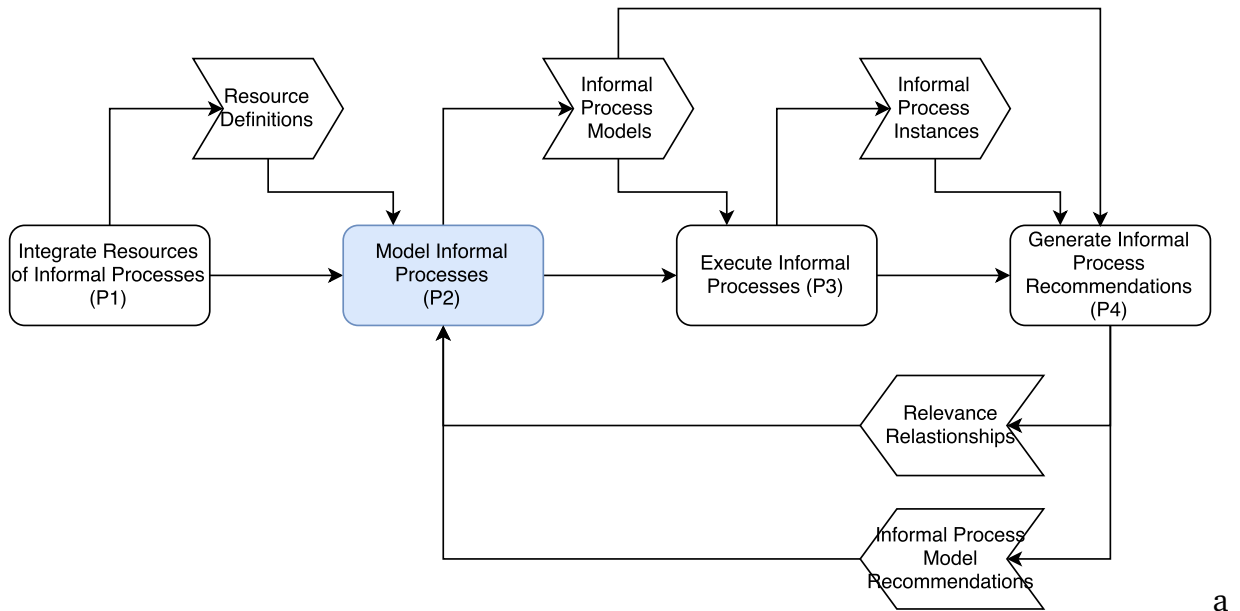 Resource
Definitions
Informal
Process
Models
Informal
Process
Instances
Integrate Resources
of Informal Processes
(P1)
Model Informal
Processes
(P2)
Execute Informal
Processes (P3)
Generate Informal
Process
Recommendations
(P4)
Relevance
Relastionships
Informal Process
Model
Recommendations
a